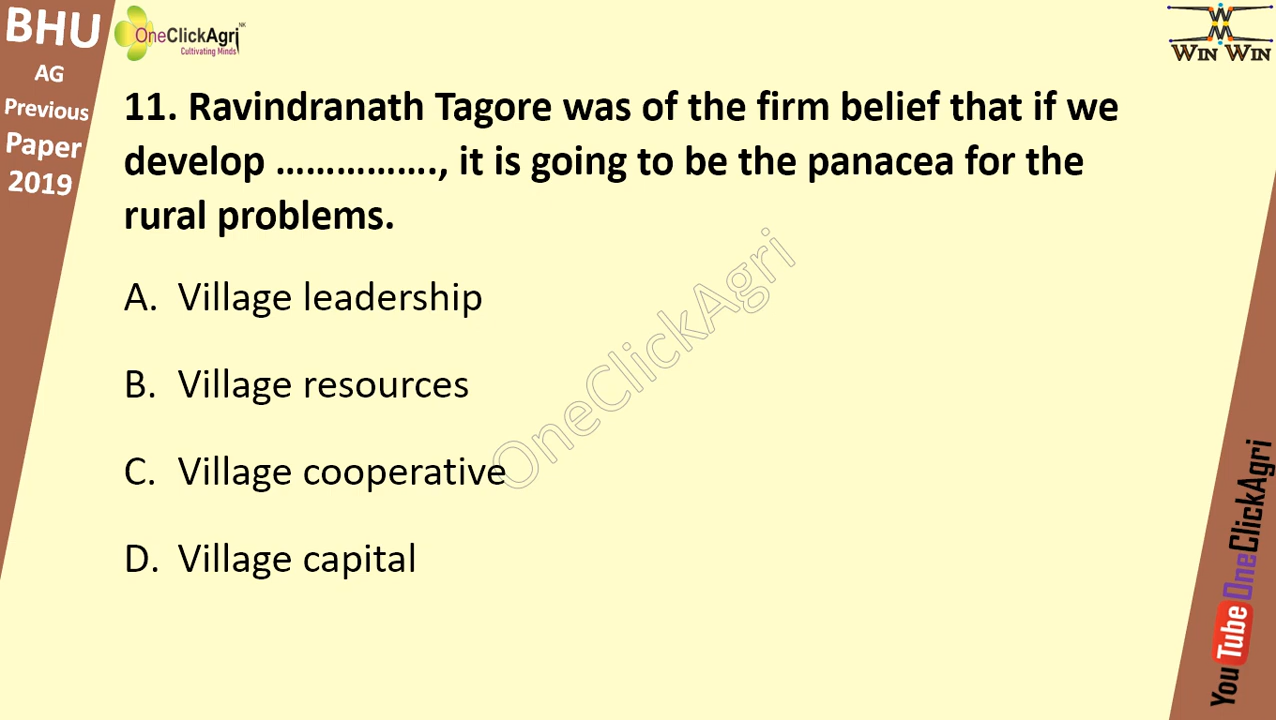 BHU
AG
Previous
Paper
2019
OneClickAgri
NK
Cultivating Minds
WIN WIN
11. Ravindranath Tagore was of the firm belief that if we
develop ……………., it is going to be the panacea for the
rural problems.
A. Village leadership
B. Village resources
C. Village cooperative
D. Village capital
OneClickAgri
YouTube OneClickAgri